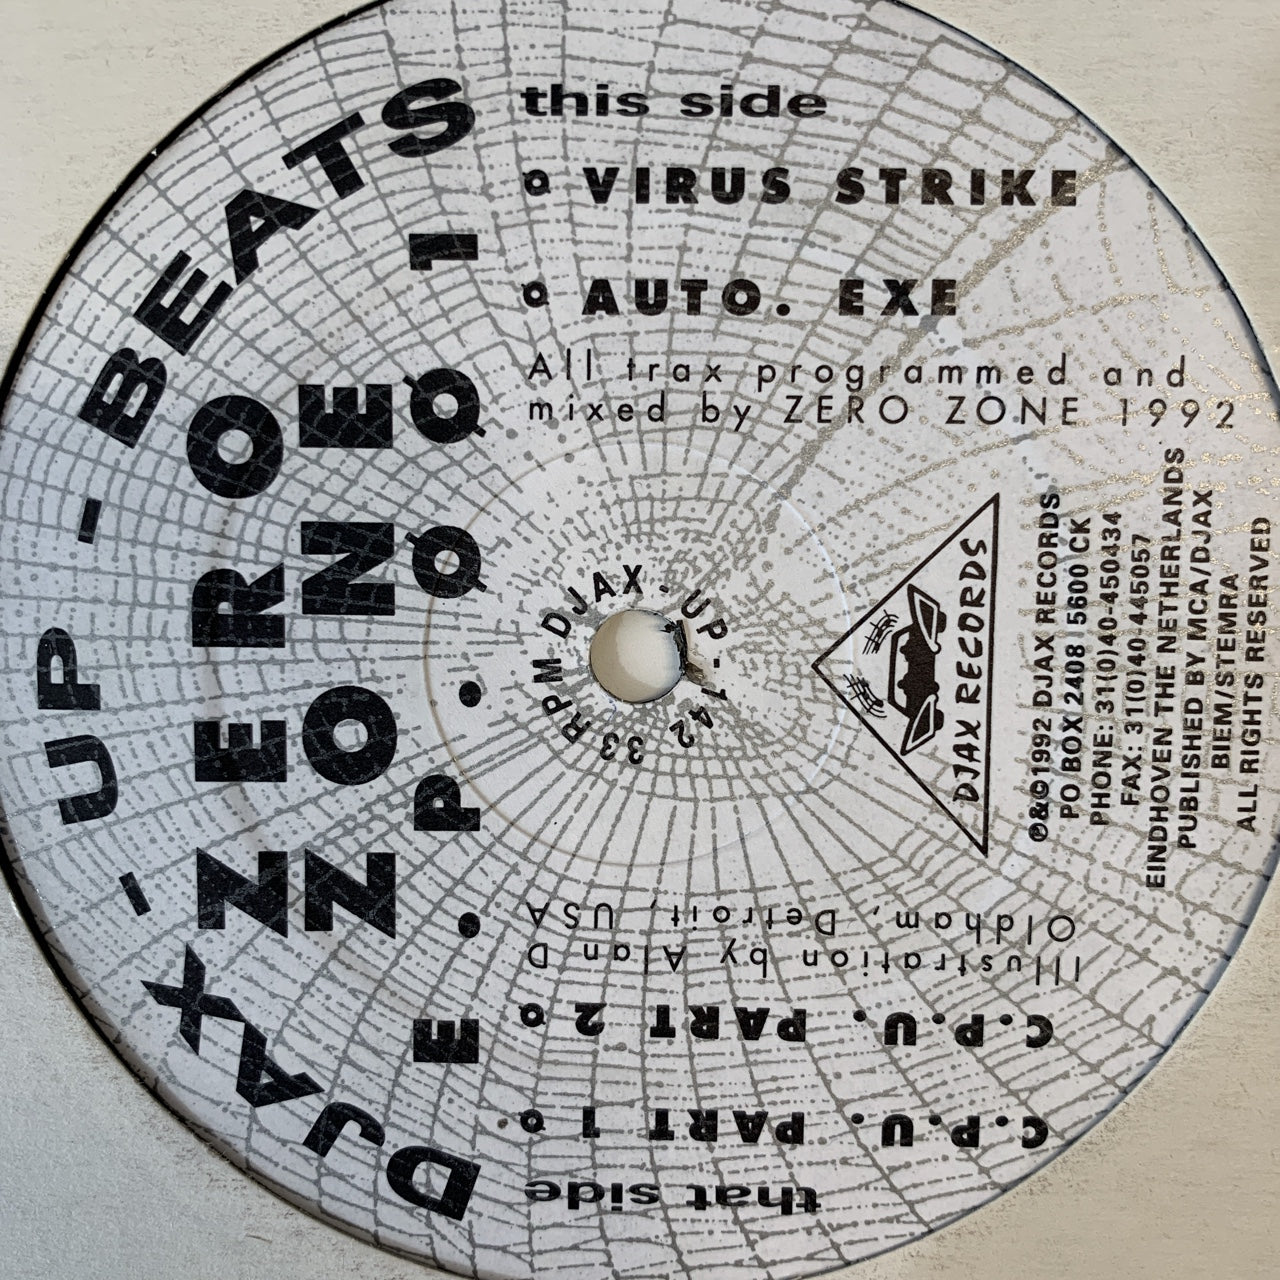 DJAX - UP - BEATS
ZERO
ZONE
E.P. . ØØ1
this side
o VIRUS STRIKE
o AUTO. EXE
All trax programmed and
mixed by ZERO ZONE 1992
33 RPM DJAX-UP-142
DJAX RECORDS
℗&©1992 DJAX RECORDS
PO.BOX 2408 5600 CK
PHONE: 31(0)40-450434
FAX: 31(0)40 445057
EINDHOVEN THE NETHERLANDS
PUBLISHED BY MCA/DJAX
BIEM/STEMRA
ALL RIGHTS RESERVED
that side
C.P.U. PART 1 o
C.P.U. PART 2 o
Illustration by Alan D
Oldham, Detroit, USA